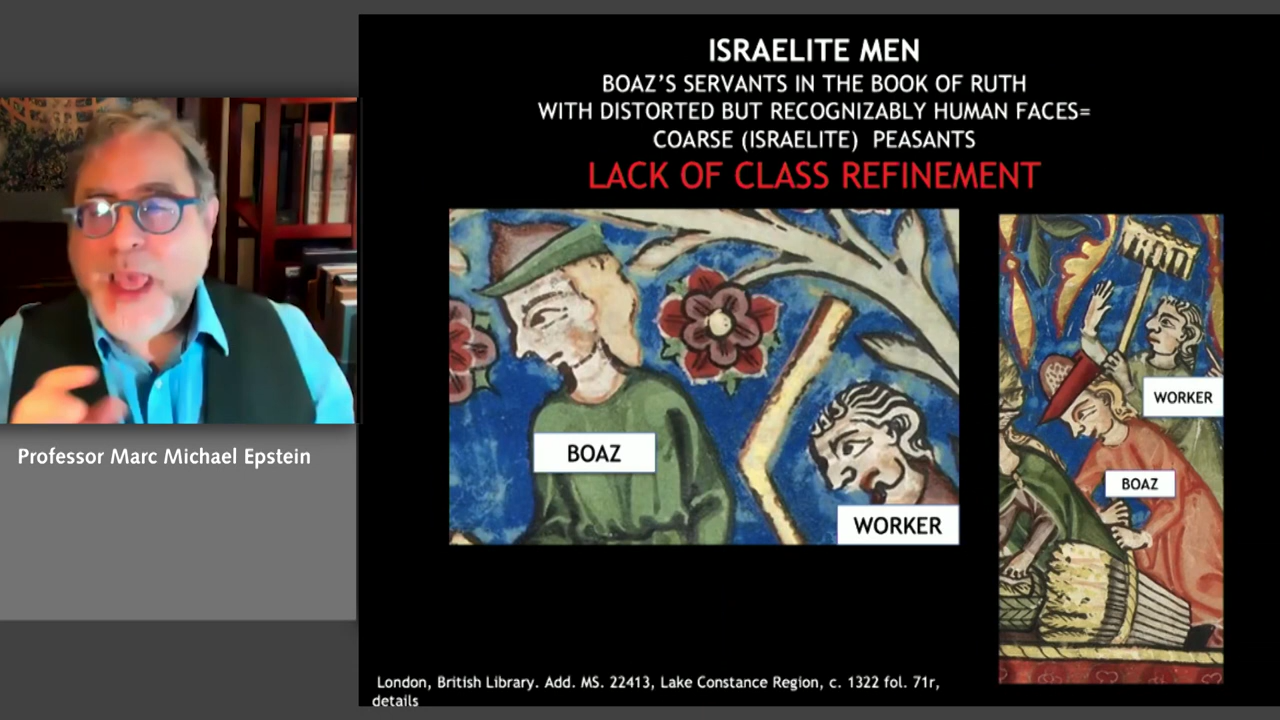 ISRAELITE MEN
BOAZ’S SERVANTS IN THE BOOK OF RUTH
WITH DISTORTED BUT RECOGNIZABLY HUMAN FACES=
COARSE (ISRAELITE)  PEASANTS
LACK OF CLASS REFINEMENT
BOAZ
WORKER
WORKER
BOAZ
Professor Marc Michael Epstein
London, British Library. Add. MS. 22413, Lake Constance Region, c. 1322 fol. 71r,
details